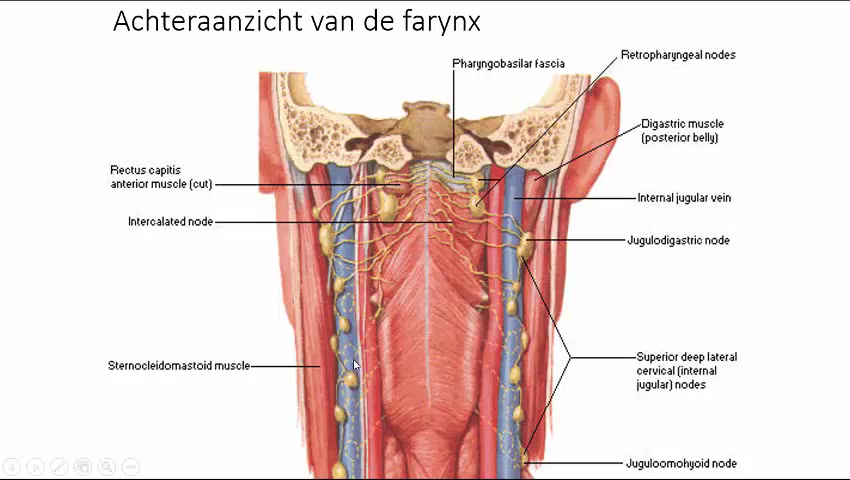 Achteraanzicht van de farynx
Pharyngobasilar fascia
Retropharyngeal nodes
Digastric muscle
(posterior belly)
Rectus capitis
anterior muscle (cut)
Internal jugular vein
Intercalated node
Jugulodigastric node
Sternocleidomastoid muscle
Superior deep lateral
cervical (internal
jugular) nodes
Juguloomohyoid node